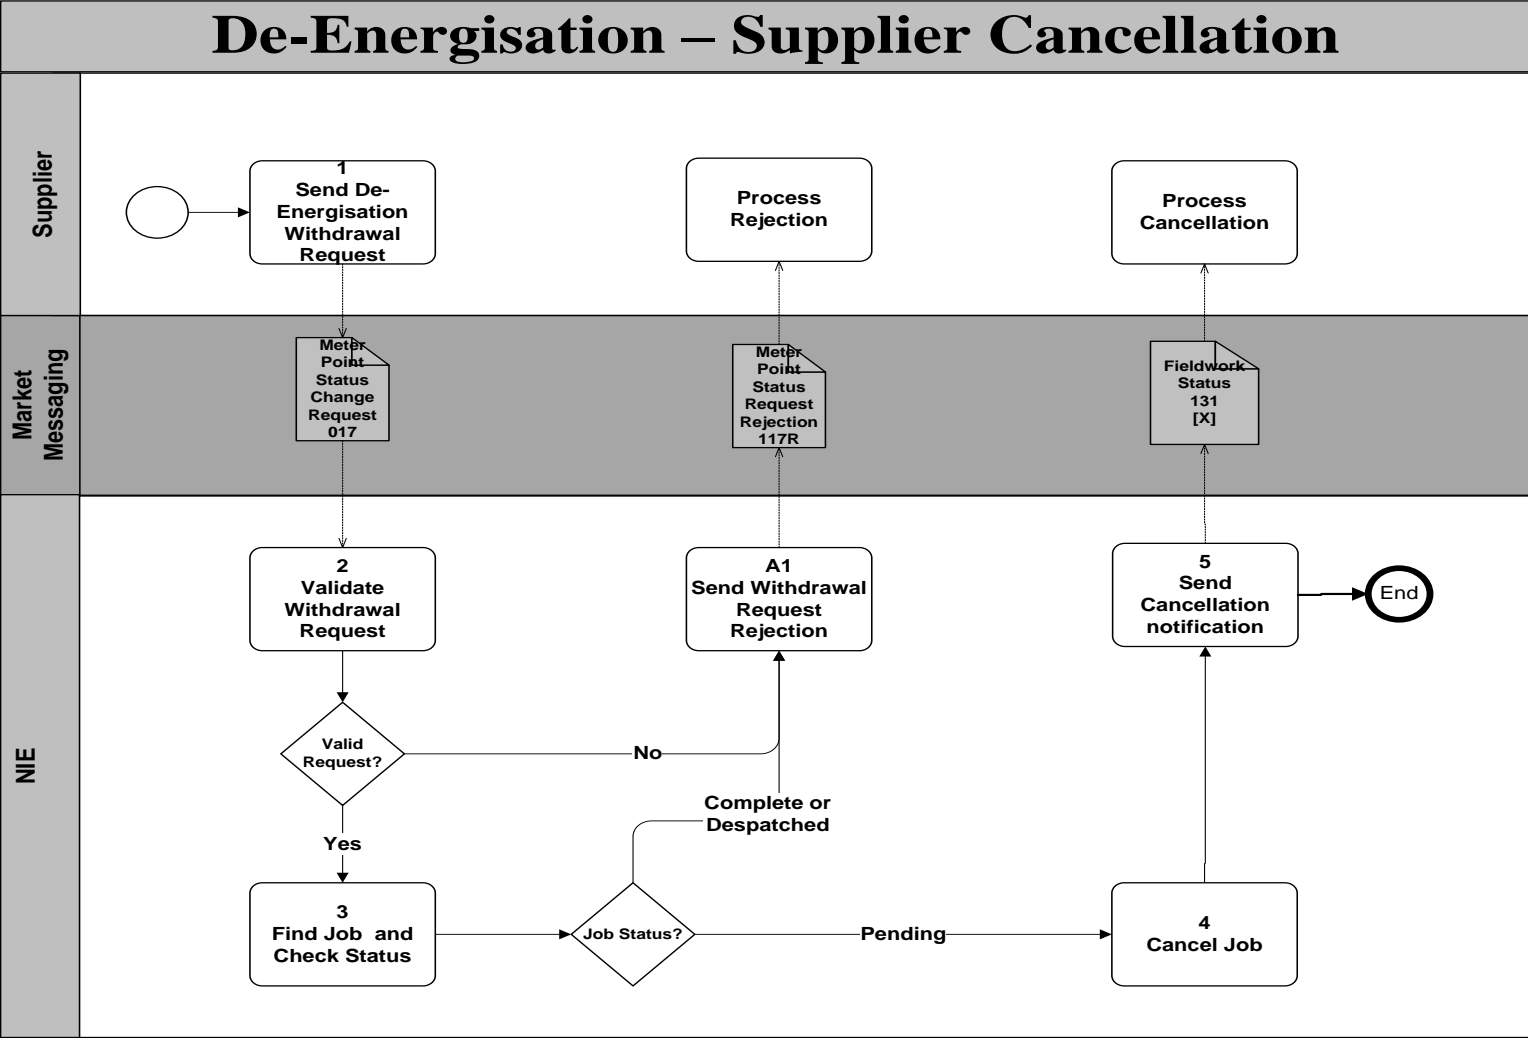 De-Energisation – Supplier Cancellation
Supplier
1
Send De-
Energisation
Withdrawal
Request
Process
Rejection
Process
Cancellation
Market
Messaging
Meter
Point
Status
Change
Request
017
Meter
Point
Status
Request
Rejection
117R
Fieldwork
Status
131
[X]
NIE
2
Validate
Withdrawal
Request
A1
Send Withdrawal
Request
Rejection
5
Send
Cancellation
notification
End
Valid
Request?
No
Complete or
Despatched
Yes
3
Find Job  and
Check Status
Job Status?
Pending
4
Cancel Job